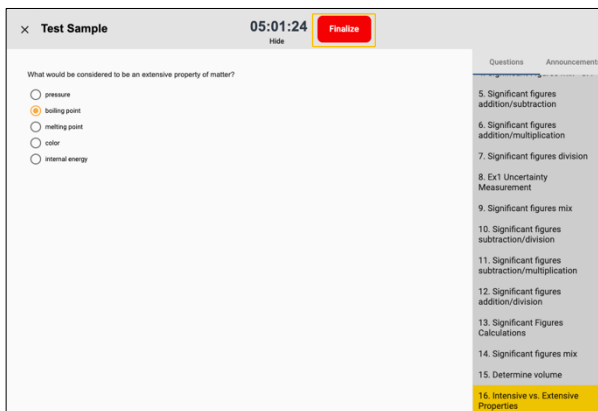 × Test Sample
05:01:24
Hide
Finalize
What would be considered to be an extensive property of matter?
pressure
boiling point
melting point
color
internal energy
Questions Announcement
5. Significant figures
addition/subtraction
6. Significant figures
addition/multiplication
7. Significant figures division
8. Ex1 Uncertainty
Measurement
9. Significant figures mix
10. Significant figures
subtraction/division
11. Significant figures
subtraction/multiplication
12. Significant figures
addition/division
13. Significant Figures
Calculations
14. Significant figures mix
15. Determine volume
16. Intensive vs. Extensive
Properties